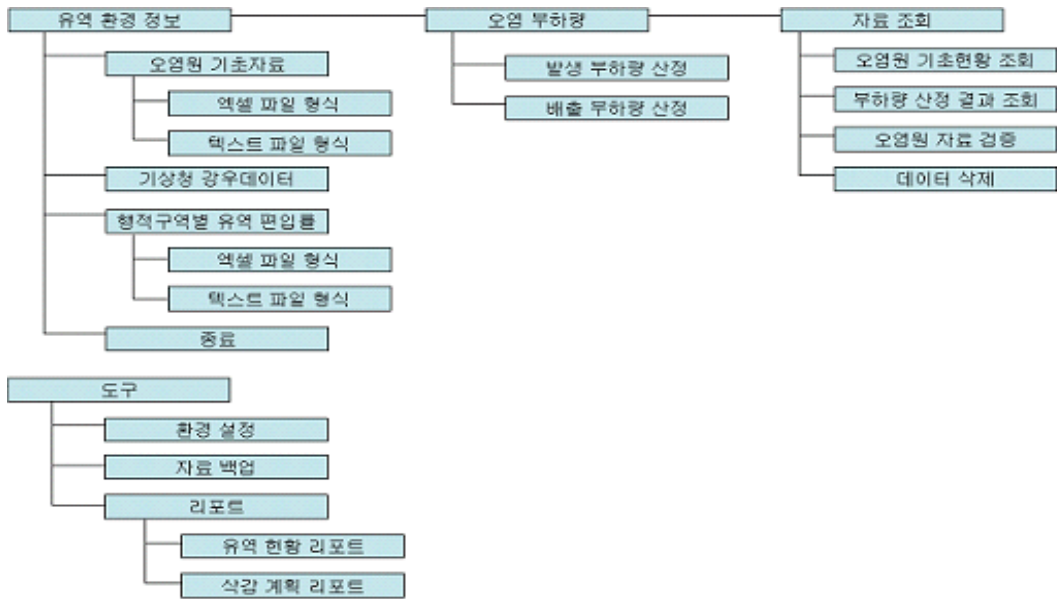 유역 환경 정보
오염원 기초자료
엑셀 파일 형식
텍스트 파일 형식
기상청 강우데이터
행적구역별 유역 편입률
엑셀 파일 형식
텍스트 파일 형식
종료
오염 부하량
발생 부하량 산정
배출 부하량 산정
자료 조회
오염원 기초현황 조회
부하량 산정 결과 조회
오염원 자료 검증
데이터 삭제
도구
환경 설정
자료 백업
리포트
유역 현황 리포트
삭감 계획 리포트